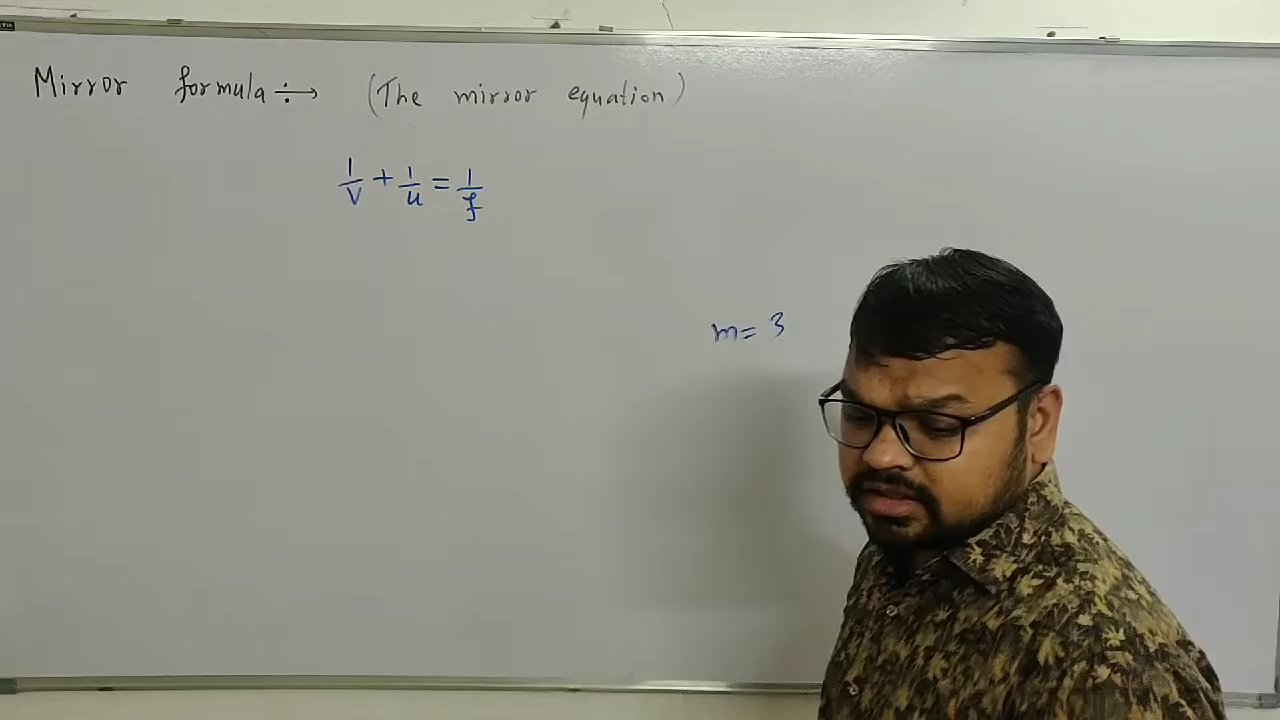 Mirror formula ÷→ (The mirror equation)
1/v + 1/u = 1/f
m= 3